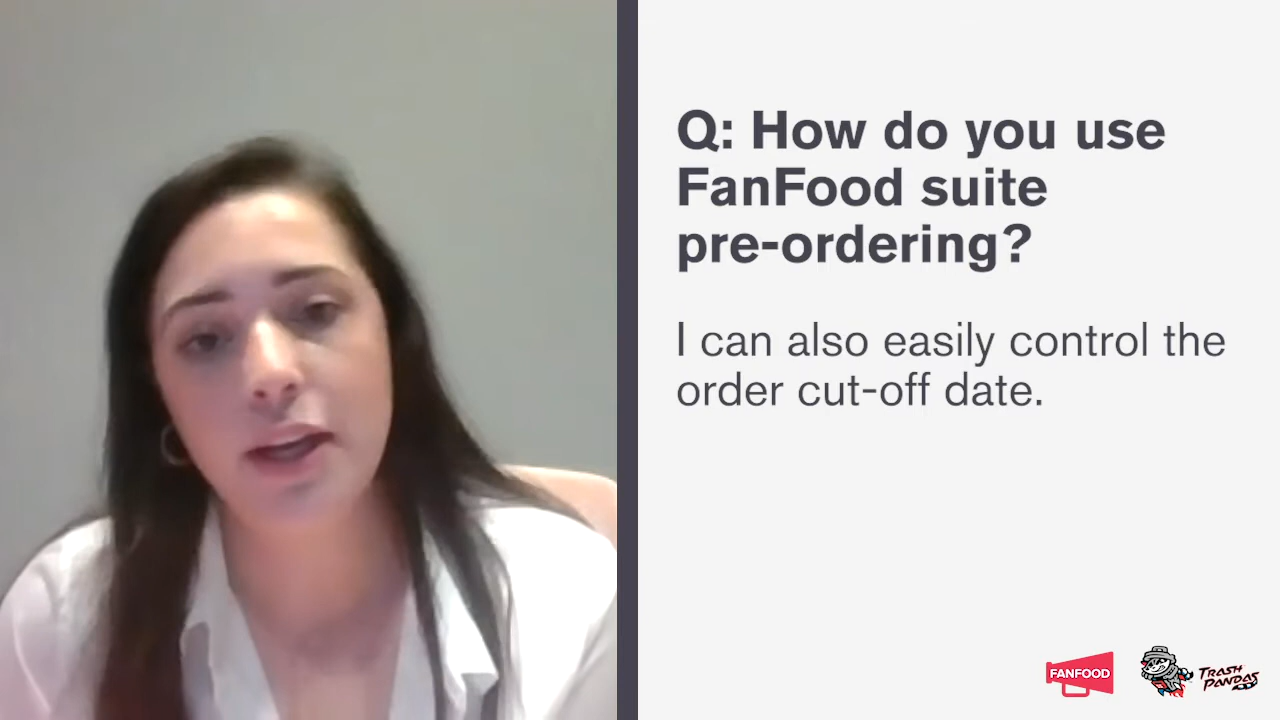 Q: How do you use
FanFood suite
pre-ordering?
I can also easily control the
order cut-off date.
FANFOOD
TRASH
PANDAS